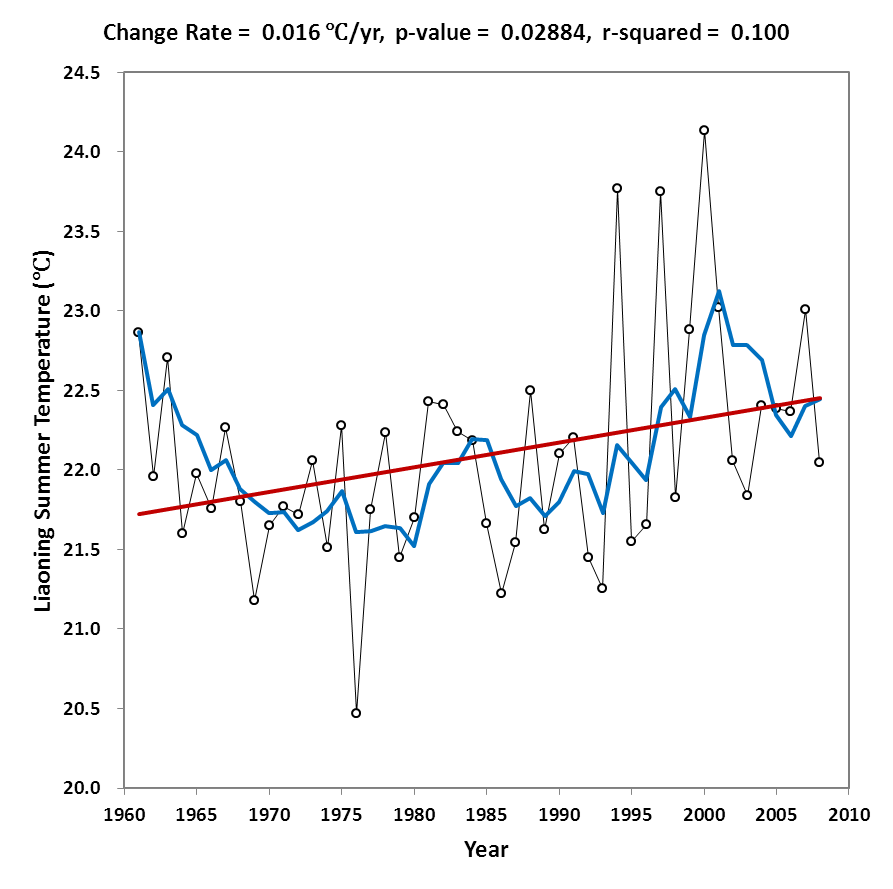 Change Rate = 0.016 ℃/yr, p-value = 0.02884, r-squared = 0.100
24.5
24.0
23.5
23.0
22.5
22.0
21.5
21.0
20.5
20.0
Liaoning Summer Temperature (℃)
1960 1965 1970 1975 1980 1985 1990 1995 2000 2005 2010
Year